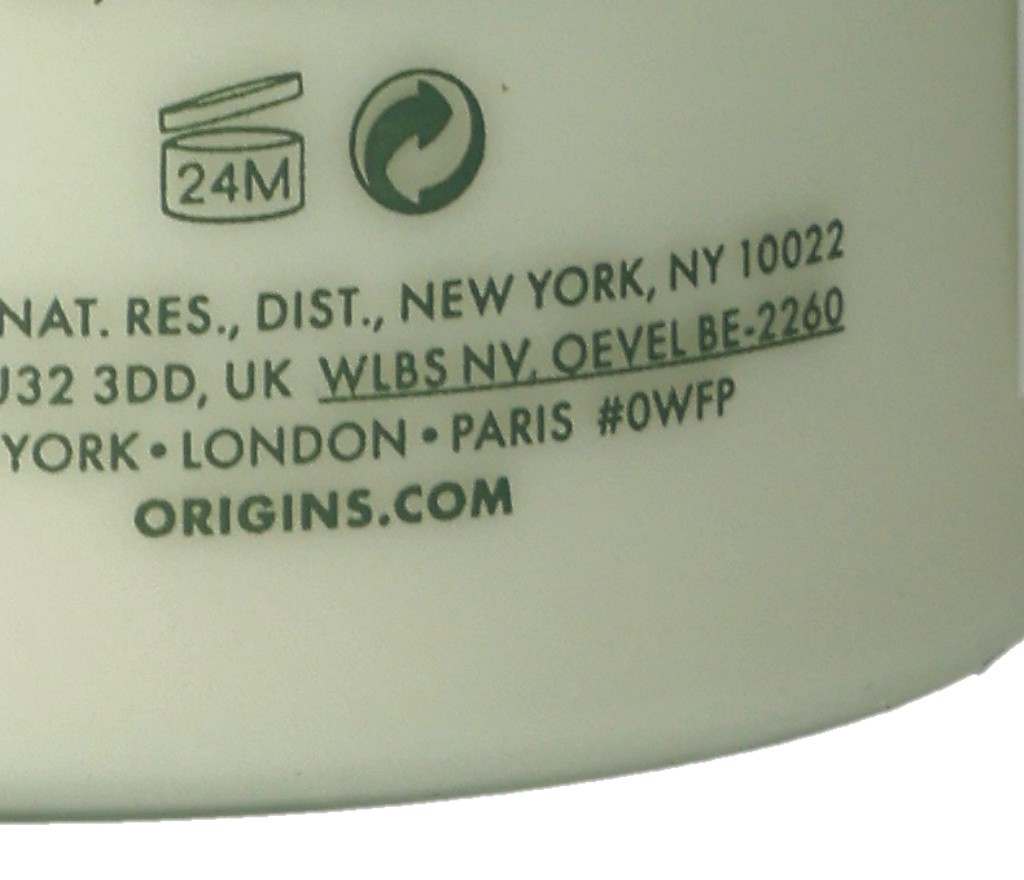 24M
NAT. RES., DIST., NEW YORK, NY 10022
U32 3DD, UK WLBS NV, OEVEL BE-2260
YORK • LONDON • PARIS #0WFP
ORIGINS.COM